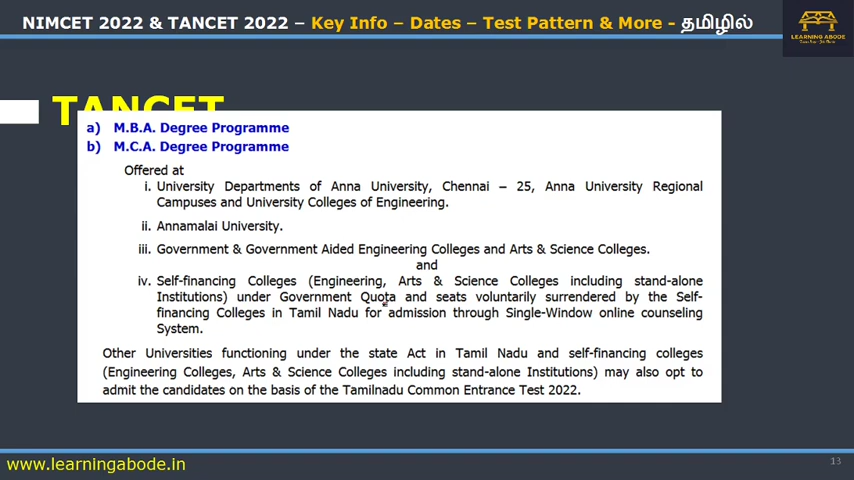 NIMCET 2022 & TANCET 2022 – Key Info – Dates – Test Pattern & More - தமிழில்
LEARNING ABODE
TANCET
a) M.B.A. Degree Programme
b) M.C.A. Degree Programme
Offered at
i. University Departments of Anna University, Chennai – 25, Anna University Regional
Campuses and University Colleges of Engineering.
ii. Annamalai University.
iii. Government & Government Aided Engineering Colleges and Arts & Science Colleges.
and
iv. Self-financing Colleges (Engineering, Arts & Science Colleges including stand-alone
Institutions) under Government Quota and seats voluntarily surrendered by the Self-
financing Colleges in Tamil Nadu for admission through Single-Window online counseling
System.
Other Universities functioning under the state Act in Tamil Nadu and self-financing colleges
(Engineering Colleges, Arts & Science Colleges including stand-alone Institutions) may also opt to
admit the candidates on the basis of the Tamilnadu Common Entrance Test 2022.
www.learningabode.in
13